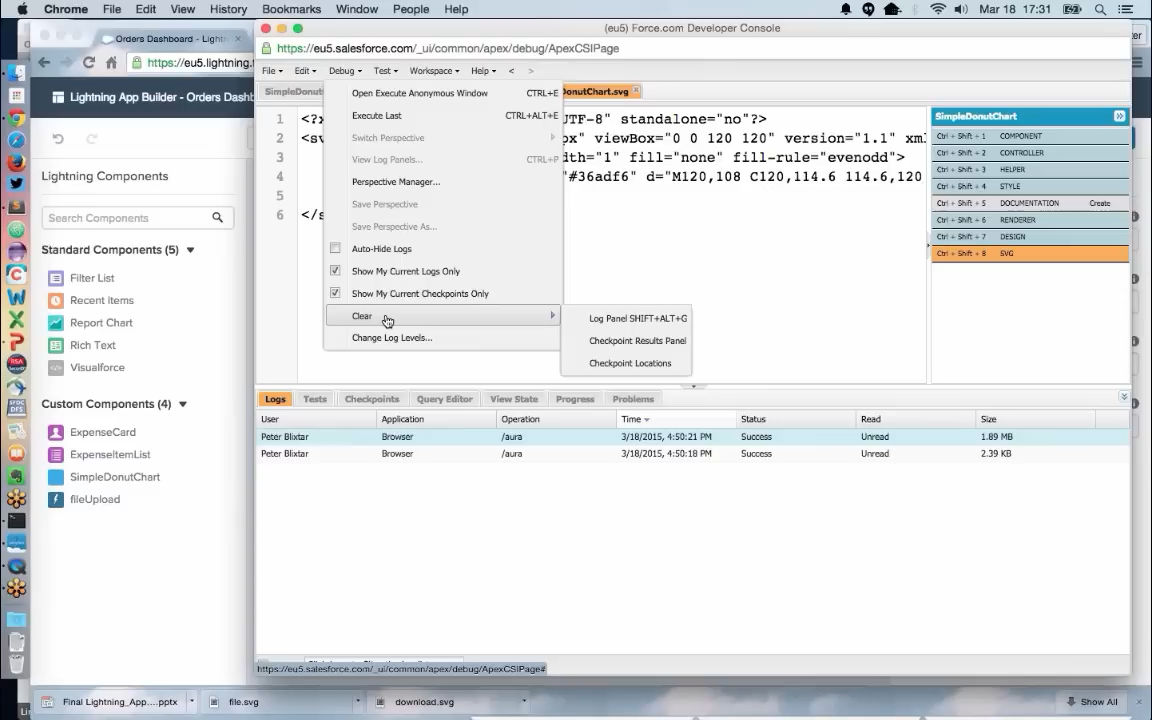 Chrome File Edit View History Bookmarks Window People Help Mar 18 17:31
Orders Dashboard - Lightn
(eu5) Force.com Developer Console
https://eu5.lightning.f
https://eu5.salesforce.com/_ui/common/apex/debug/ApexCSIPage
File Edit Debug Test Workspace Help < >
Lightning App Builder - Orders Dashb
SimpleDonut
DonutChart.svg
Open Execute Anonymous Window CTRL+E
Execute Last CTRL+ALT+E
Switch Perspective
View Log Panels... CTRL+P
Perspective Manager...
Save Perspective
Save Perspective As...
Auto-Hide Logs
Show My Current Logs Only
Show My Current Checkpoints Only
Clear
Change Log Levels...
Log Panel SHIFT+ALT+G
Checkpoint Results Panel
Checkpoint Locations
1 <?x UTF-8" standalone="no"?>
2 <sv px" viewBox="0 0 120 120" version="1.1" xml
3 dth="1" fill="none" fill-rule="evenodd">
4 "#36adf6" d="M120,108 C120,114.6 114.6,120
5
6 </s
SimpleDonutChart
Ctrl + Shift + 1 COMPONENT
Ctrl + Shift + 2 CONTROLLER
Ctrl + Shift + 3 HELPER
Ctrl + Shift + 4 STYLE
Ctrl + Shift + 5 DOCUMENTATION Create
Ctrl + Shift + 6 RENDERER
Ctrl + Shift + 7 DESIGN
Ctrl + Shift + 8 SVG
Lightning Components
Search Components
Standard Components (5)
Filter List
Recent items
Report Chart
Rich Text
Visualforce
Custom Components (4)
ExpenseCard
ExpenseItemList
SimpleDonutChart
fileUpload
Logs Tests Checkpoints Query Editor View State Progress Problems
User Application Operation Time Status Read Size
Peter Blixtar Browser /aura 3/18/2015, 4:50:21 PM Success Unread 1.89 MB
Peter Blixtar Browser /aura 3/18/2015, 4:50:18 PM Success Unread 2.39 KB
https://eu5.salesforce.com/_ui/common/apex/debug/ApexCSIPage#
Final Lightning_App....pptx file.svg download.svg Show All